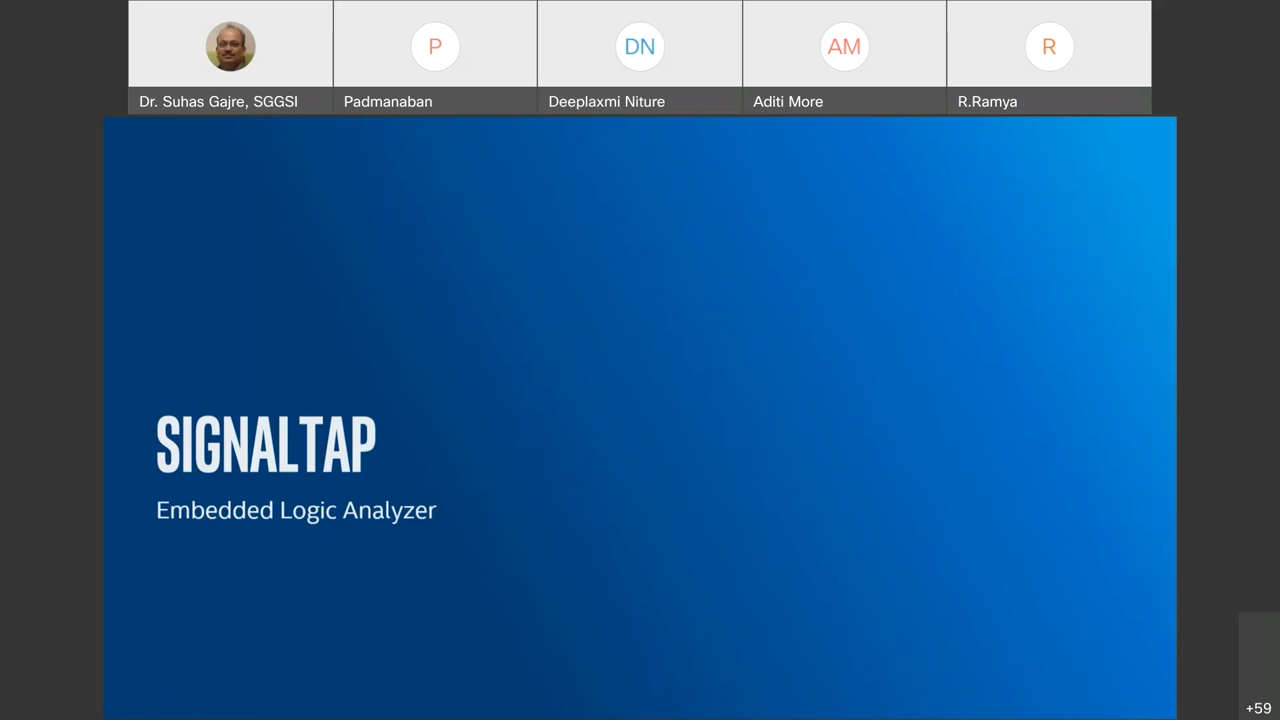 P
DN
AM
R
Dr. Suhas Gajre, SGGSI
Padmanaban
Deeplaxmi Niture
Aditi More
R.Ramya
SIGNALTAP
Embedded Logic Analyzer
+59